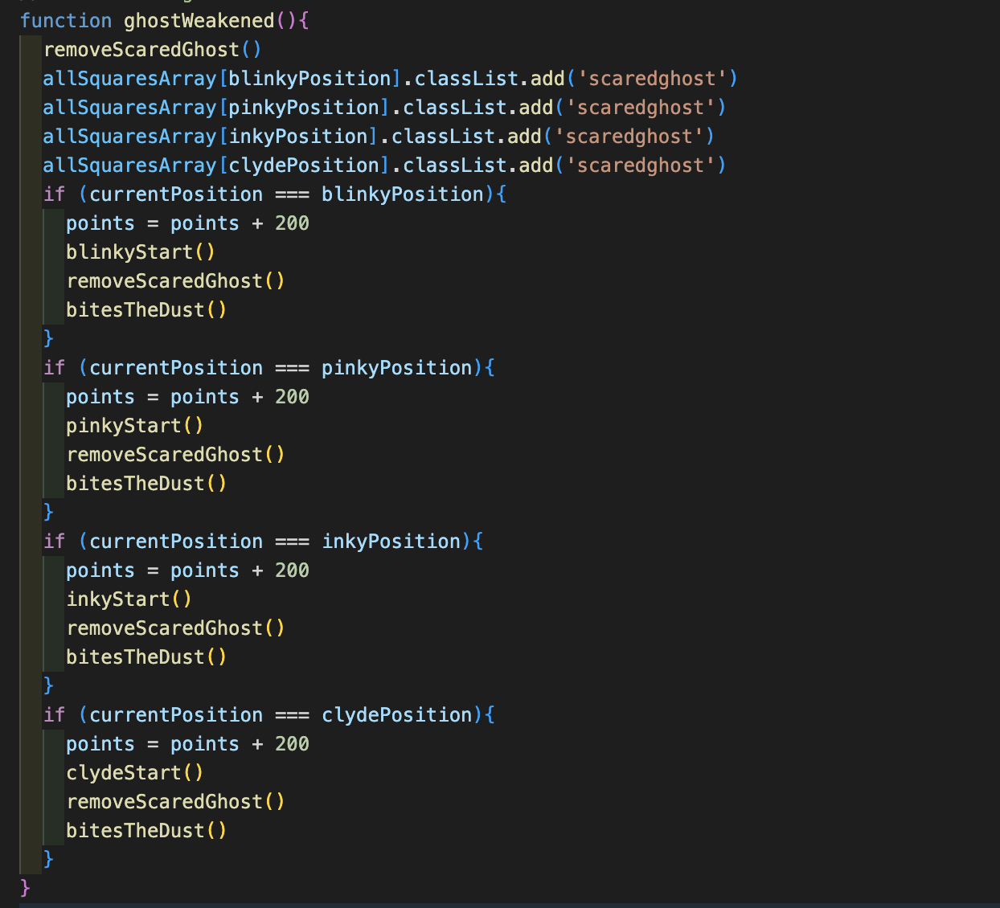 function ghostWeakened(){
removeScaredGhost()
allSquaresArray[blinkyPosition].classList.add('scaredghost')
allSquaresArray[pinkyPosition].classList.add('scaredghost')
allSquaresArray[inkyPosition].classList.add('scaredghost')
allSquaresArray[clydePosition].classList.add('scaredghost')
if (currentPosition === blinkyPosition){
points = points + 200
blinkyStart()
removeScaredGhost()
bitesTheDust()
}
if (currentPosition === pinkyPosition){
points = points + 200
pinkyStart()
removeScaredGhost()
bitesTheDust()
}
if (currentPosition === inkyPosition){
points = points + 200
inkyStart()
removeScaredGhost()
bitesTheDust()
}
if (currentPosition === clydePosition){
points = points + 200
clydeStart()
removeScaredGhost()
bitesTheDust()
}
}